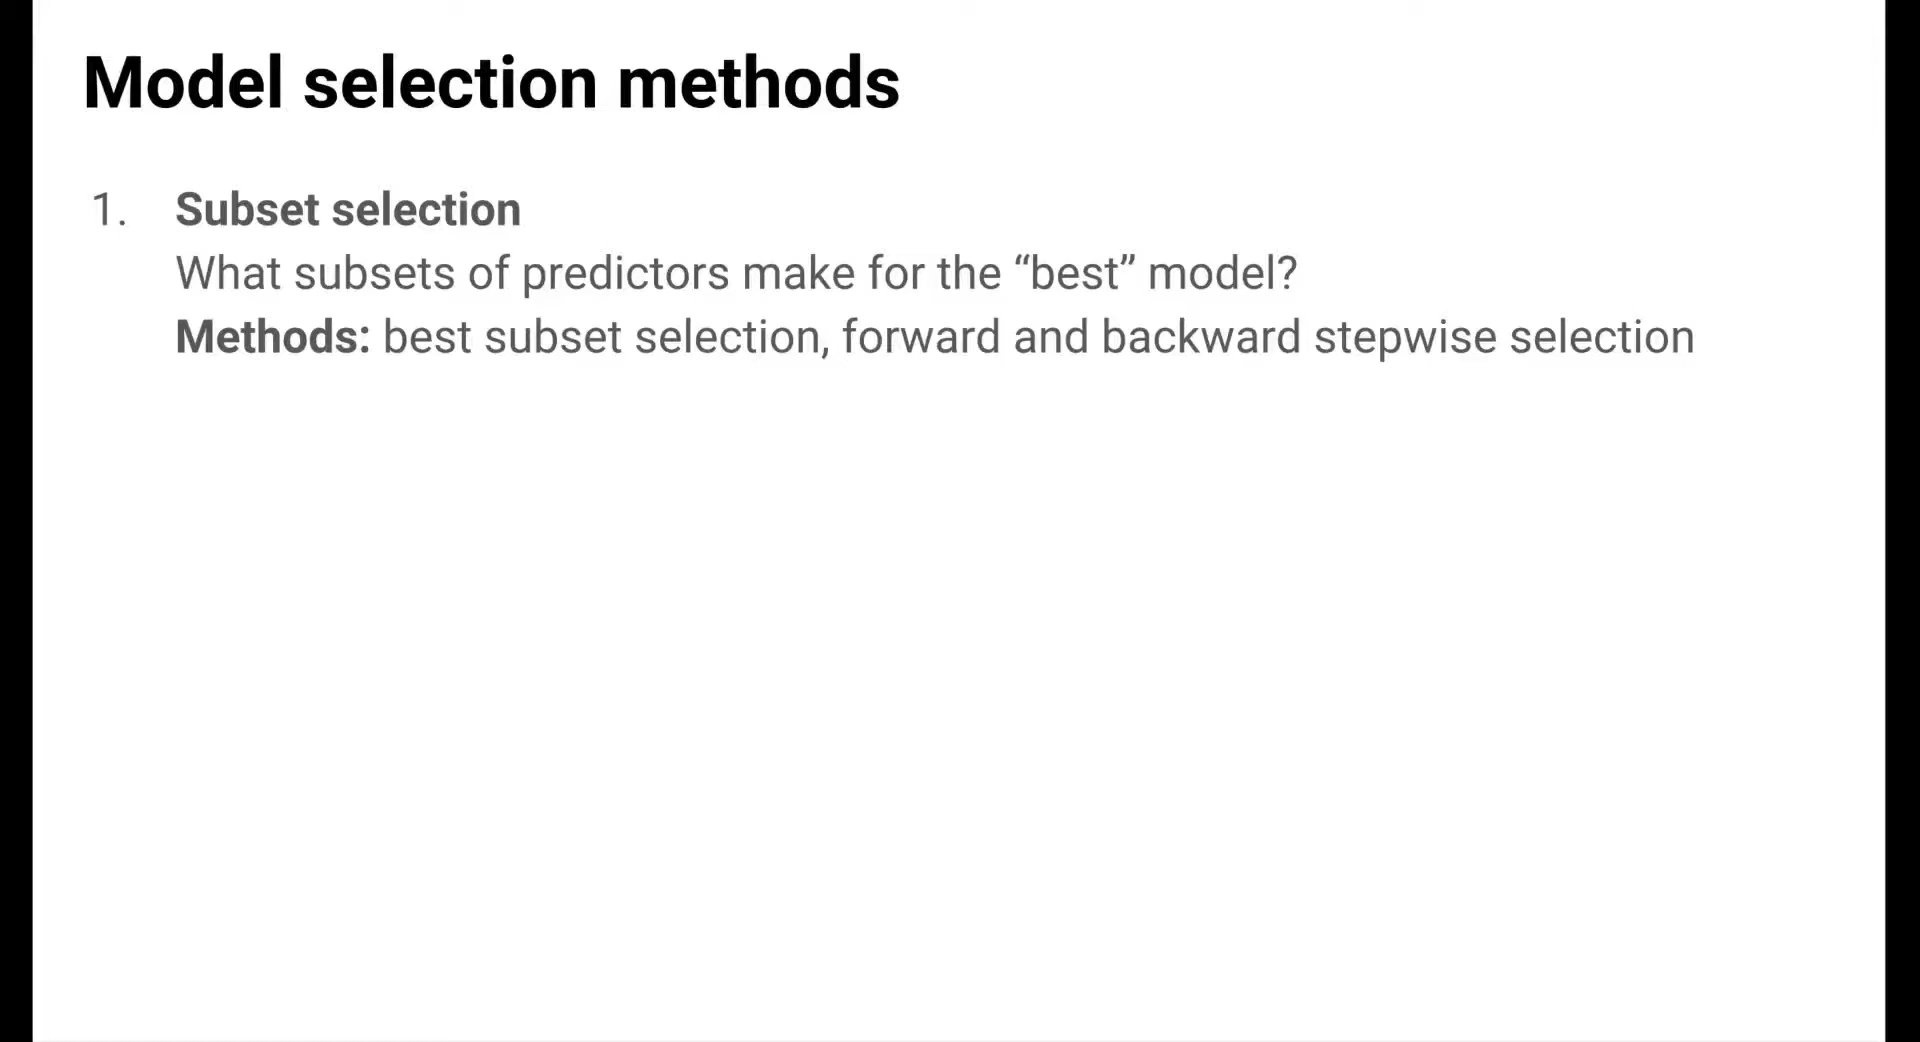 Model selection methods
1. Subset selection
What subsets of predictors make for the “best” model?
Methods: best subset selection, forward and backward stepwise selection